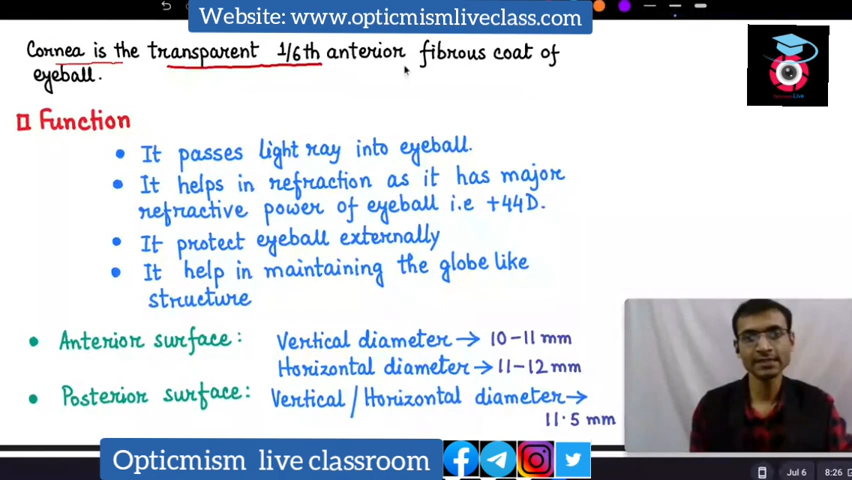 Website: www.opticmismliveclass.com
Cornea is the transparent 1/6th anterior fibrous coat of
eyeball.
Function
• It passes light ray into eyeball.
• It helps in refraction as it has major
refractive power of eyeball i.e +44D.
• It protect eyeball externally
• It help in maintaining the globe like
structure
• Anterior surface: Vertical diameter → 10-11 mm
Horizontal diameter → 11-12 mm
• Posterior surface: Vertical / Horizontal diameter →
11.5 mm
Opticmism live classroom
Jul 6 8:26